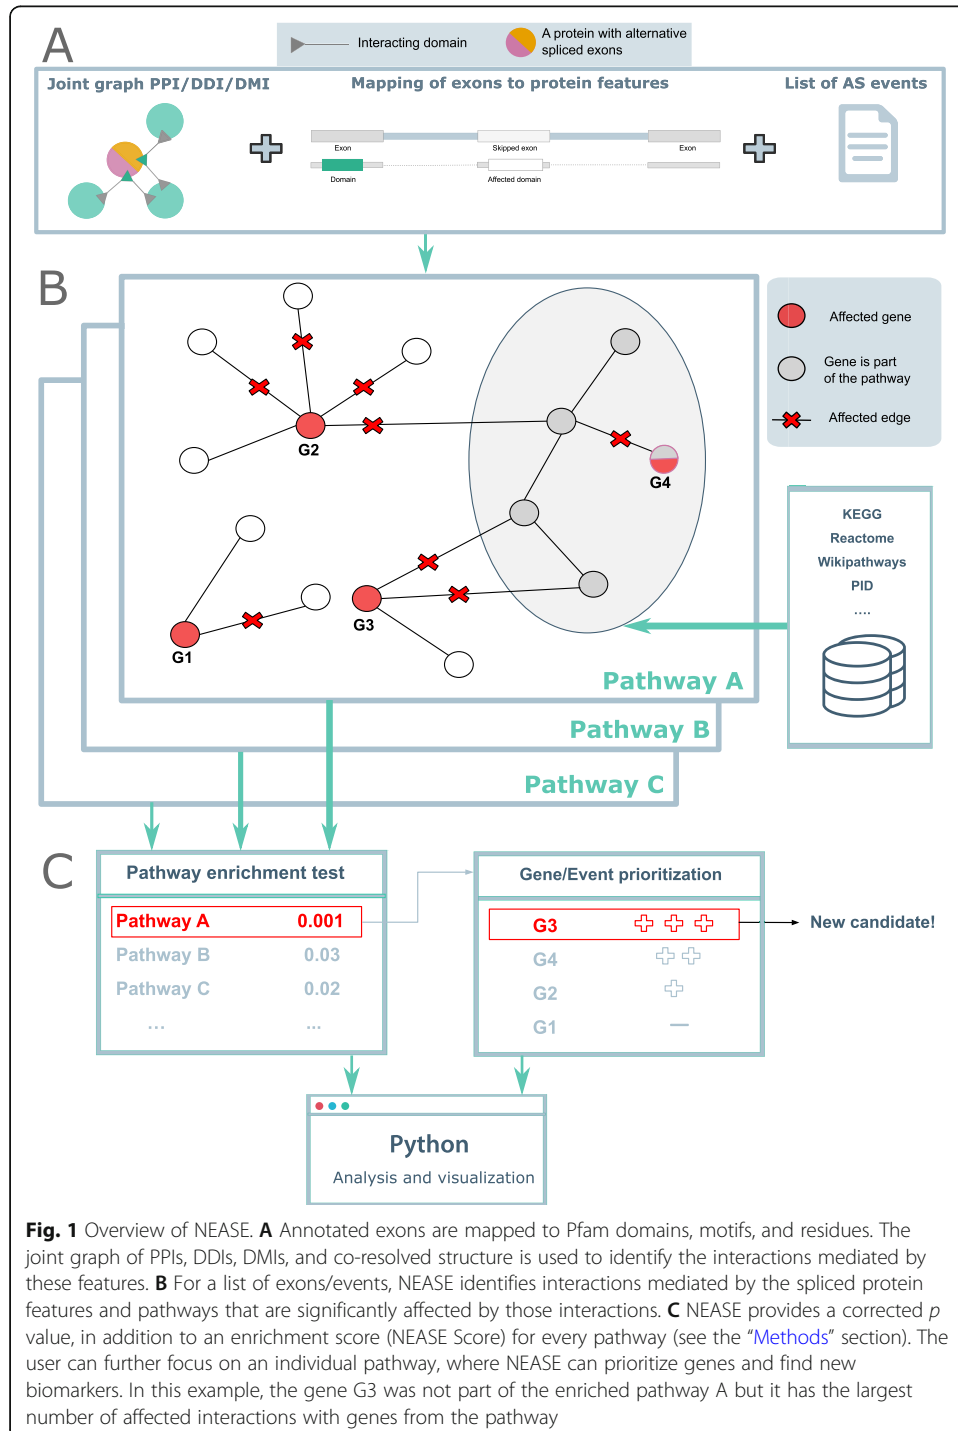 A
Interacting domain
A protein with alternative
spliced exons
Joint graph PPI/DDI/DMI
Mapping of exons to protein features
List of AS events
Exon
Skipped exon
Exon
Domain
Affected domain
B
G2
G4
G3
G1
Affected gene
Gene is part
of the pathway
Affected edge
KEGG
Reactome
Wikipathways
PID
....
Pathway A
Pathway B
Pathway C
C
Pathway enrichment test
Pathway A 0.001
Pathway B 0.03
Pathway C 0.02
... ...
Gene/Event prioritization
G3
G4
G2
G1
New candidate!
Python
Analysis and visualization
Fig. 1 Overview of NEASE. A Annotated exons are mapped to Pfam domains, motifs, and residues. The
joint graph of PPIs, DDIs, DMIs, and co-resolved structure is used to identify the interactions mediated by
these features. B For a list of exons/events, NEASE identifies interactions mediated by the spliced protein
features and pathways that are significantly affected by those interactions. C NEASE provides a corrected p
value, in addition to an enrichment score (NEASE Score) for every pathway (see the “Methods” section). The
user can further focus on an individual pathway, where NEASE can prioritize genes and find new
biomarkers. In this example, the gene G3 was not part of the enriched pathway A but it has the largest
number of affected interactions with genes from the pathway